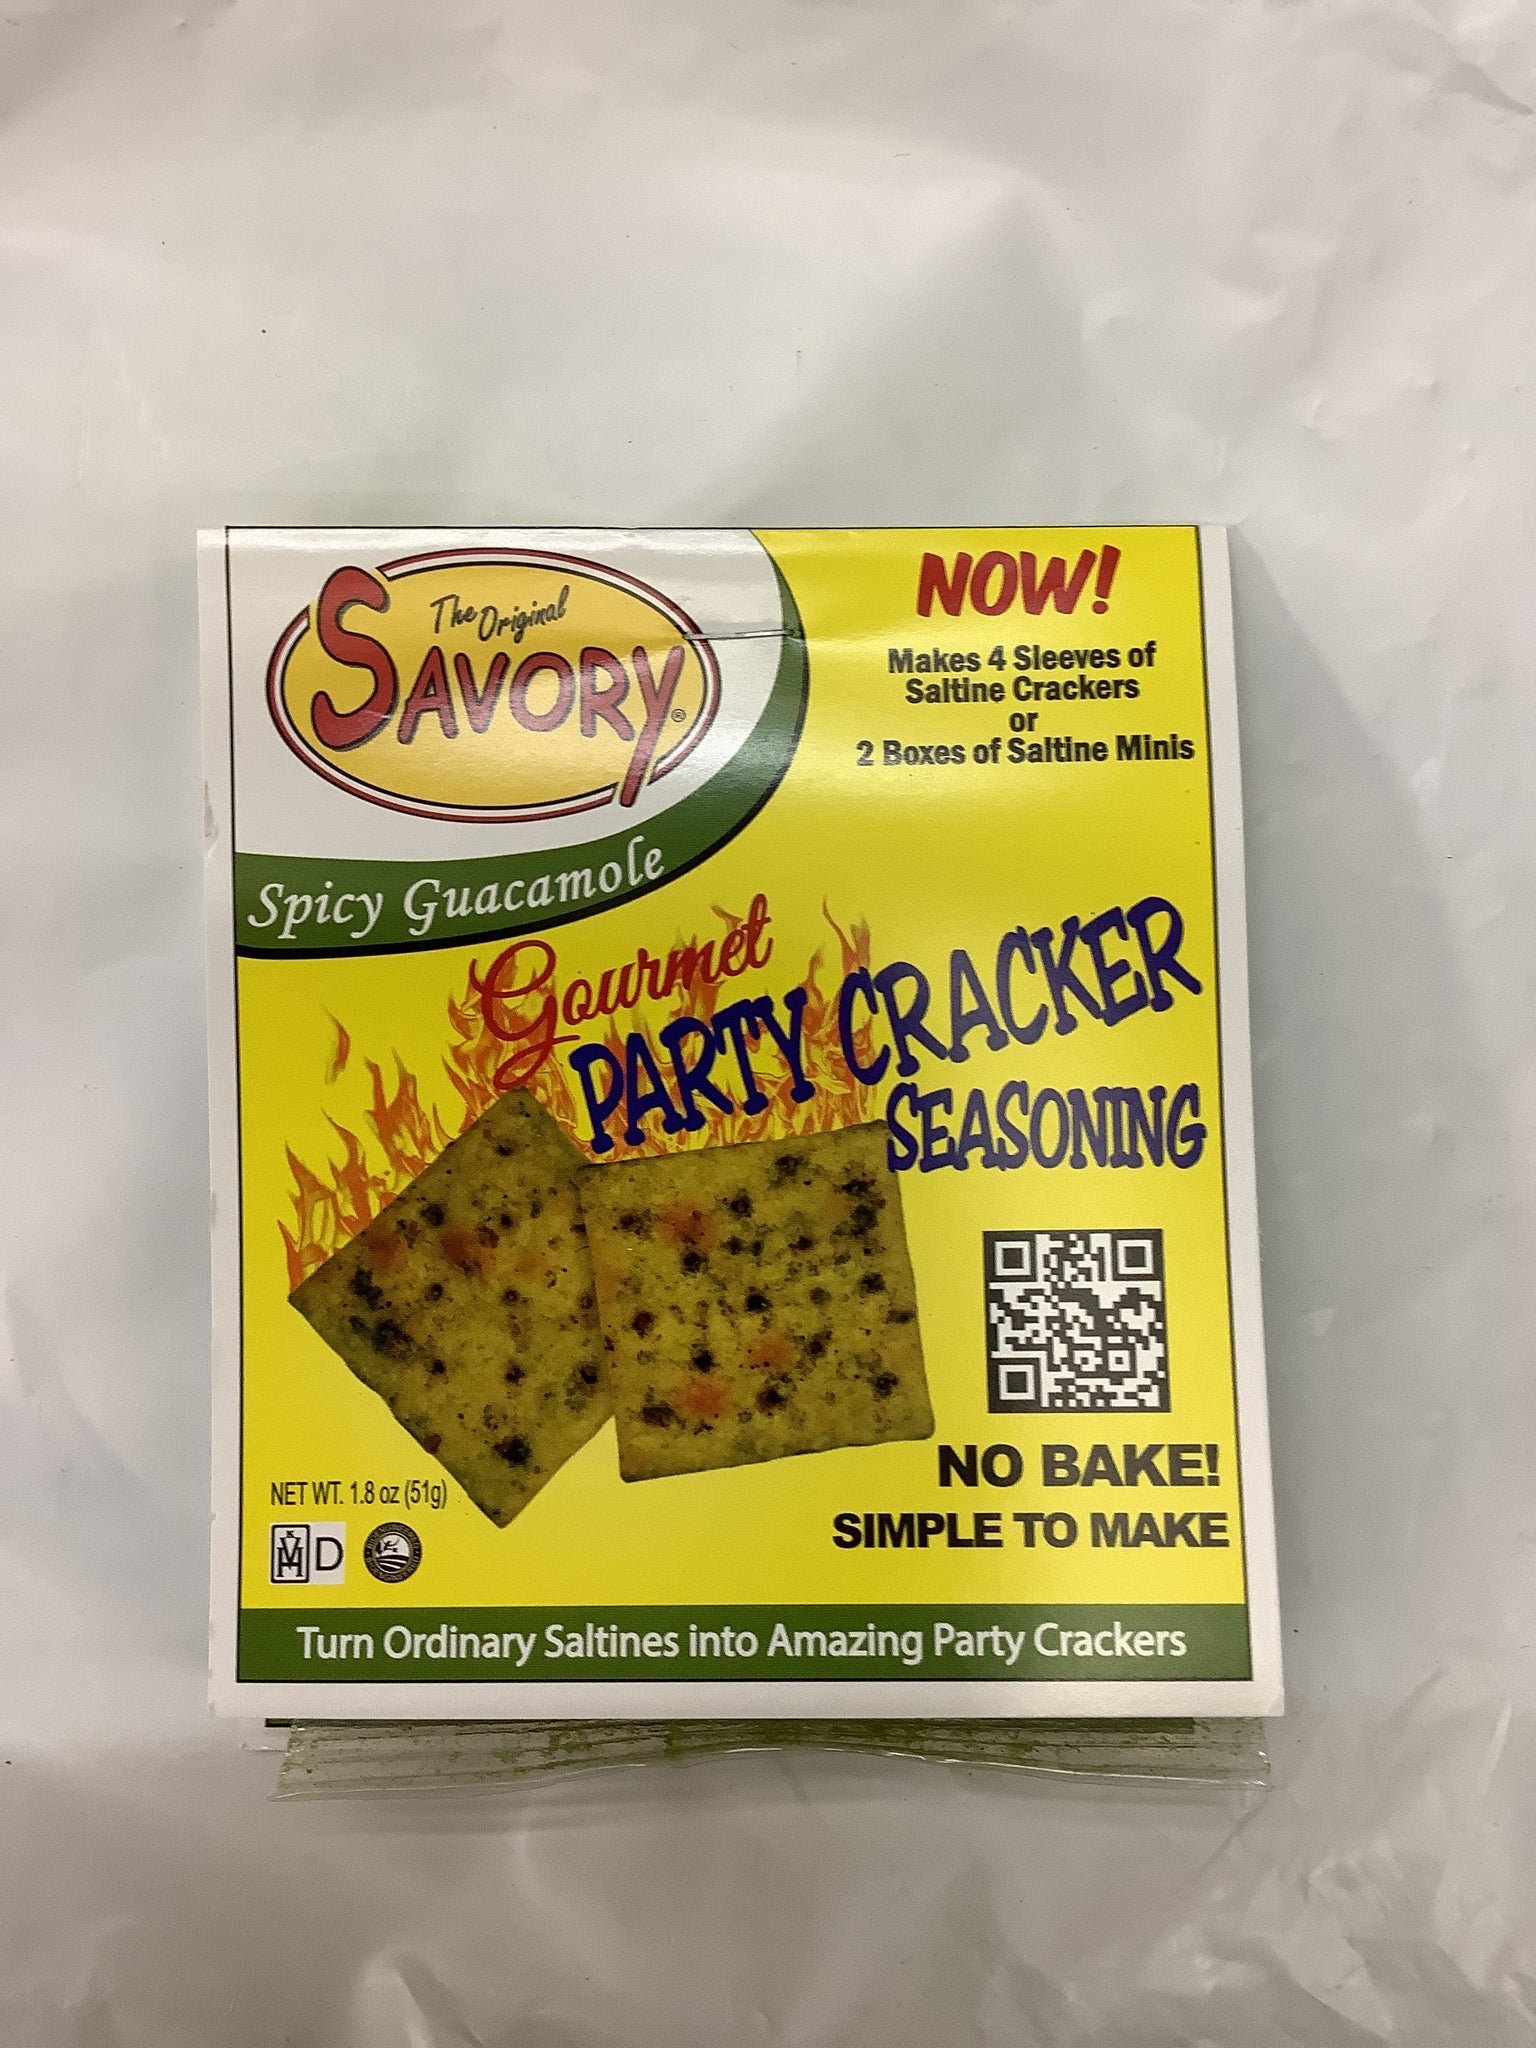 The Original
SAVORY®
Spicy Guacamole
NOW!
Makes 4 Sleeves of
Saltine Crackers
or
2 Boxes of Saltine Minis
Gourmet
PARTY CRACKER
SEASONING
NO BAKE!
SIMPLE TO MAKE
NET WT. 1.8 oz (51g)
D
Turn Ordinary Saltines into Amazing Party Crackers